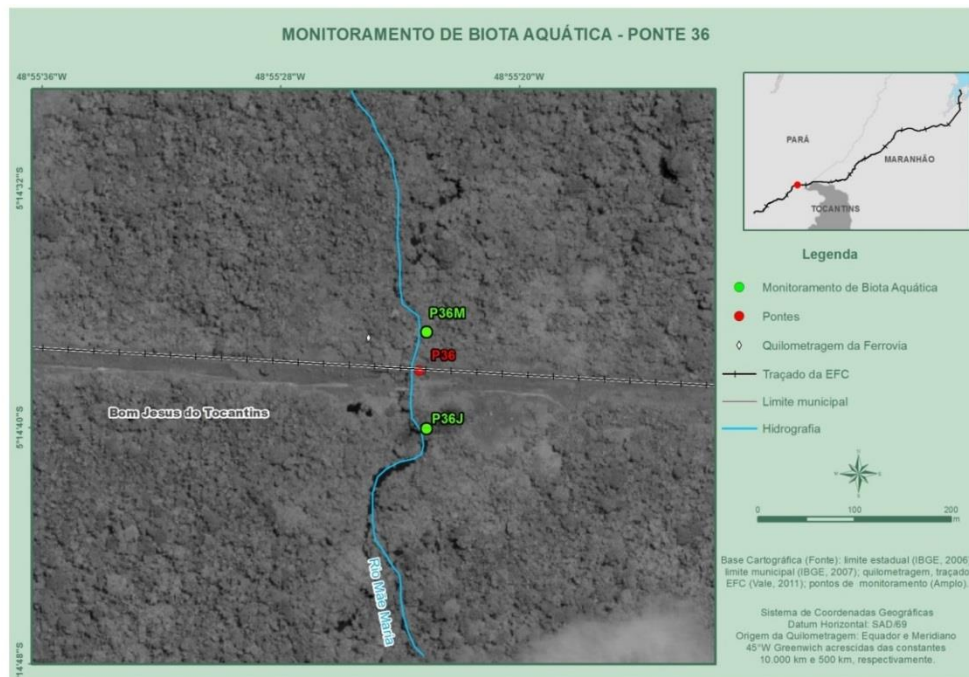 MONITORAMENTO DE BIOTA AQUÁTICA - PONTE 36
48°55'36"W
48°55'28"W
48°55'20"W
5°14'32"S
5°14'40"S
14'48"S
P36M
P36
P36J
Bom Jesus do Tocantins
Rio Mãe Maria
PARÁ
MARANHÃO
TOCANTINS
Legenda
Monitoramento de Biota Aquática
Pontes
Quilometragem da Ferrovia
Traçado da EFC
Limite municipal
Hidrografia
0 100 200
m
Base Cartográfica (Fonte): limite estadual (IBGE, 2006)
limite municipal (IBGE, 2007); quilometragem, traçado
EFC (Vale, 2011); pontos de monitoramento (Amplo).
Sistema de Coordenadas Geográficas
Datum Horizontal: SAD/69
Origem da Quilometragem: Equador e Meridiano
45°W Greenwich acrescidas das constantes
10.000 km e 500 km, respectivamente.